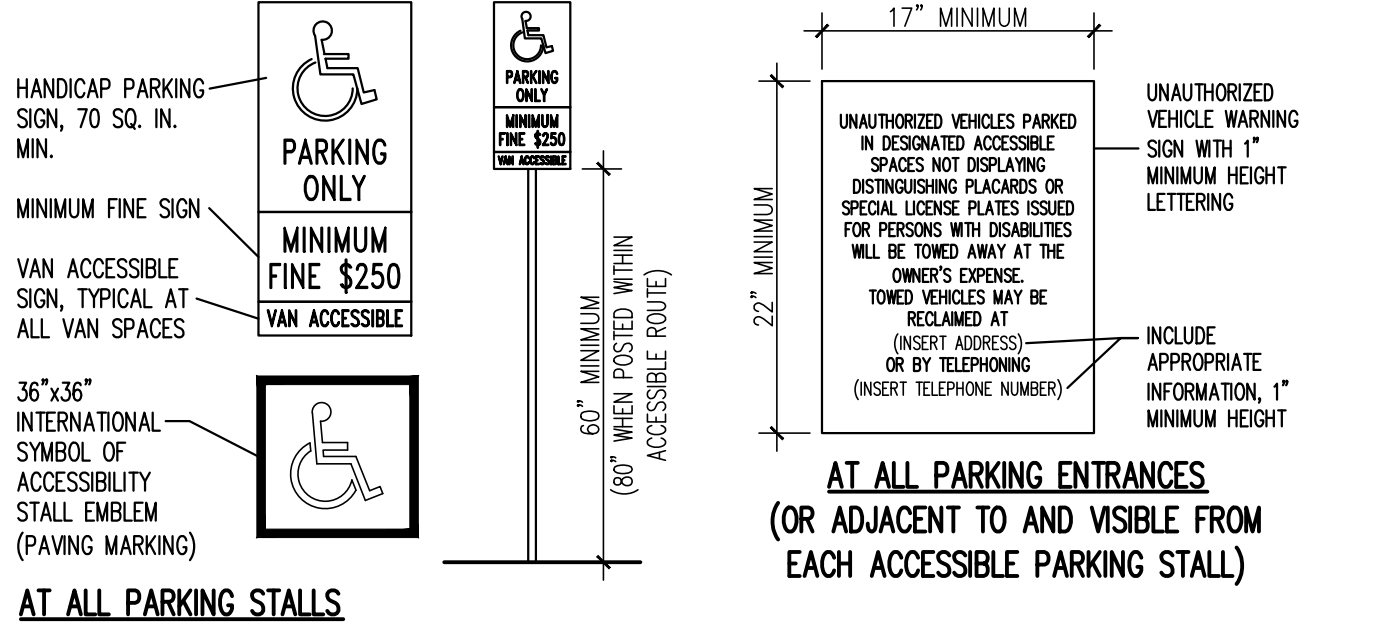 HANDICAP PARKING
SIGN, 70 SQ. IN.
MIN.
MINIMUM FINE SIGN
VAN ACCESSIBLE
SIGN, TYPICAL AT
ALL VAN SPACES
36"x36"
INTERNATIONAL
SYMBOL OF
ACCESSIBILITY
STALL EMBLEM
(PAVING MARKING)
PARKING
ONLY
MINIMUM
FINE $250
VAN ACCESSIBLE
AT ALL PARKING STALLS
PARKING
ONLY
MINIMUM
FINE $250
VAN ACCESSIBLE
60" MINIMUM
(80" WHEN POSTED WITHIN
ACCESSIBLE ROUTE)
17" MINIMUM
22" MINIMUM
UNAUTHORIZED VEHICLES PARKED
IN DESIGNATED ACCESSIBLE
SPACES NOT DISPLAYING
DISTINGUISHING PLACARDS OR
SPECIAL LICENSE PLATES ISSUED
FOR PERSONS WITH DISABILITIES
WILL BE TOWED AWAY AT THE
OWNER'S EXPENSE.
TOWED VEHICLES MAY BE
RECLAIMED AT
(INSERT ADDRESS)
OR BY TELEPHONING
(INSERT TELEPHONE NUMBER)
UNAUTHORIZED
VEHICLE WARNING
SIGN WITH 1"
MINIMUM HEIGHT
LETTERING
INCLUDE
APPROPRIATE
INFORMATION, 1"
MINIMUM HEIGHT
AT ALL PARKING ENTRANCES
(OR ADJACENT TO AND VISIBLE FROM
EACH ACCESSIBLE PARKING STALL)